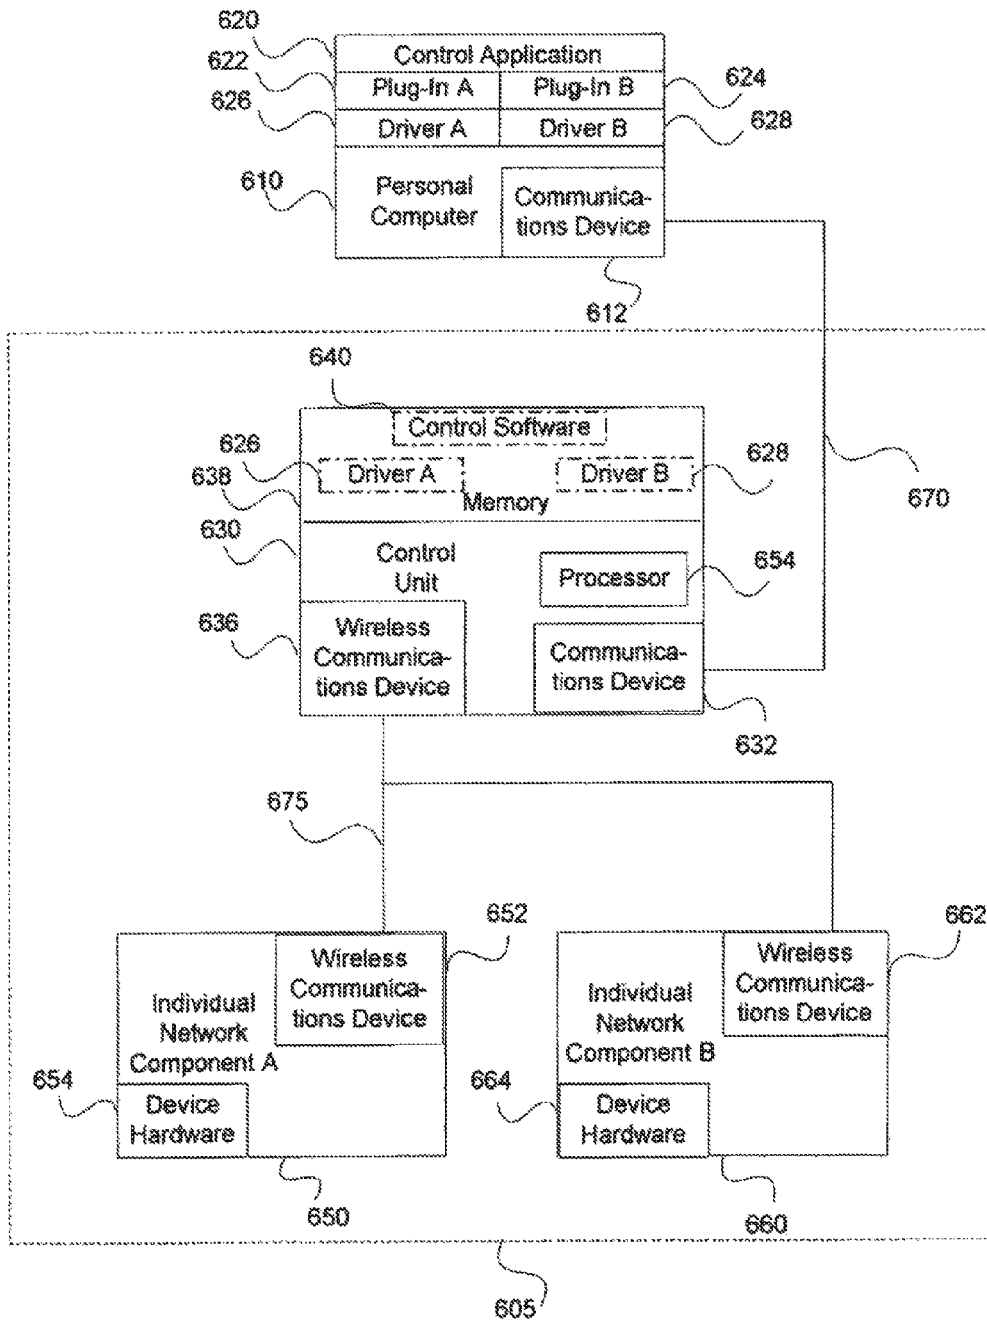 620
Control Application
622
Plug-In A
Plug-In B
624
626
Driver A
Driver B
628
610
Personal
Computer
Communica-
tions Device
612
640
Control Software
626
Driver A
Driver B
628
638
Memory
670
630
Control
Unit
Processor
654
636
Wireless
Communica-
tions Device
Communica-
tions Device
632
675
652
662
Wireless
Communica-
tions Device
Individual
Network
Component A
Wireless
Communica-
tions Device
Individual
Network
Component B
654
Device
Hardware
664
Device
Hardware
650
660
605